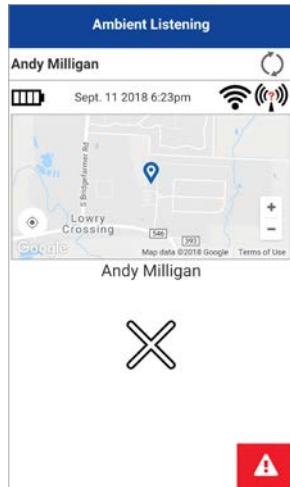 Ambient Listening
Andy Milligan
Sept. 11 2018 6:23pm
?
S Bridgefarmer Rd
Lowry
Crossing
546
393
+
−
Google
Map data ©2018 Google Terms of Use
Andy Milligan